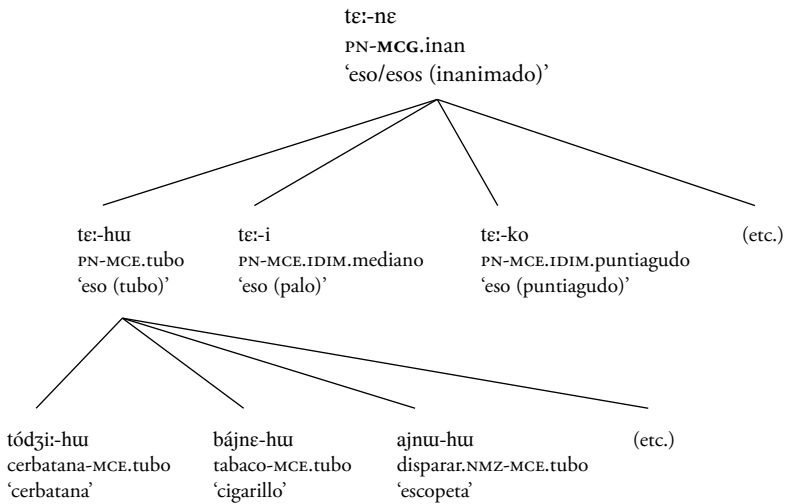 tɛː-nɛ
PN-MCG.inan
‘eso/esos (inanimado)’
tɛː-hɯ tɛː-i tɛː-ko (etc.)
PN-MCE.tubo PN-MCE.IDIM.mediano PN-MCE.IDIM.puntiagudo
‘eso (tubo)’ ‘eso (palo)’ ‘eso (puntiagudo)’
tódʒiː-hɯ bájnɛ-hɯ ajnɯ-hɯ (etc.)
cerbatana-MCE.tubo tabaco-MCE.tubo disparar.NMZ-MCE.tubo
‘cerbatana’ ‘cigarillo’ ‘escopeta’